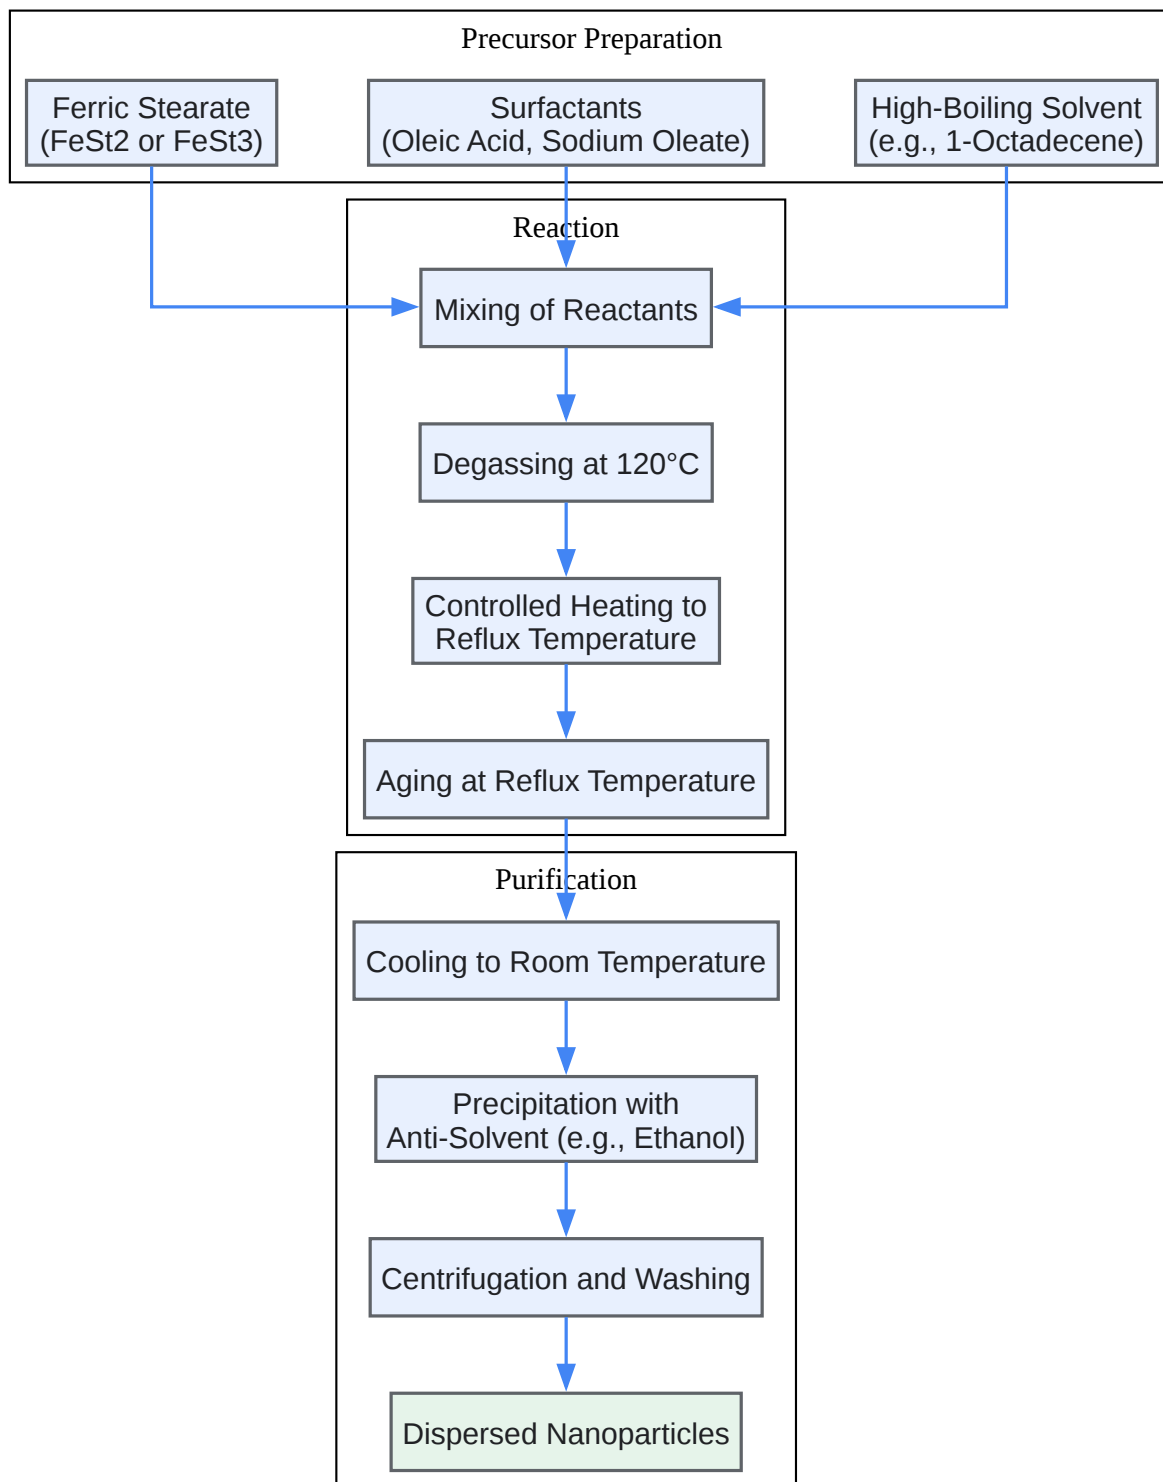 Precursor Preparation
Ferric Stearate
(FeSt2 or FeSt3)
Surfactants
(Oleic Acid, Sodium Oleate)
High-Boiling Solvent
(e.g., 1-Octadecene)
Reaction
Mixing of Reactants
Degassing at 120°C
Controlled Heating to
Reflux Temperature
Aging at Reflux Temperature
Purification
Cooling to Room Temperature
Precipitation with
Anti-Solvent (e.g., Ethanol)
Centrifugation and Washing
Dispersed Nanoparticles